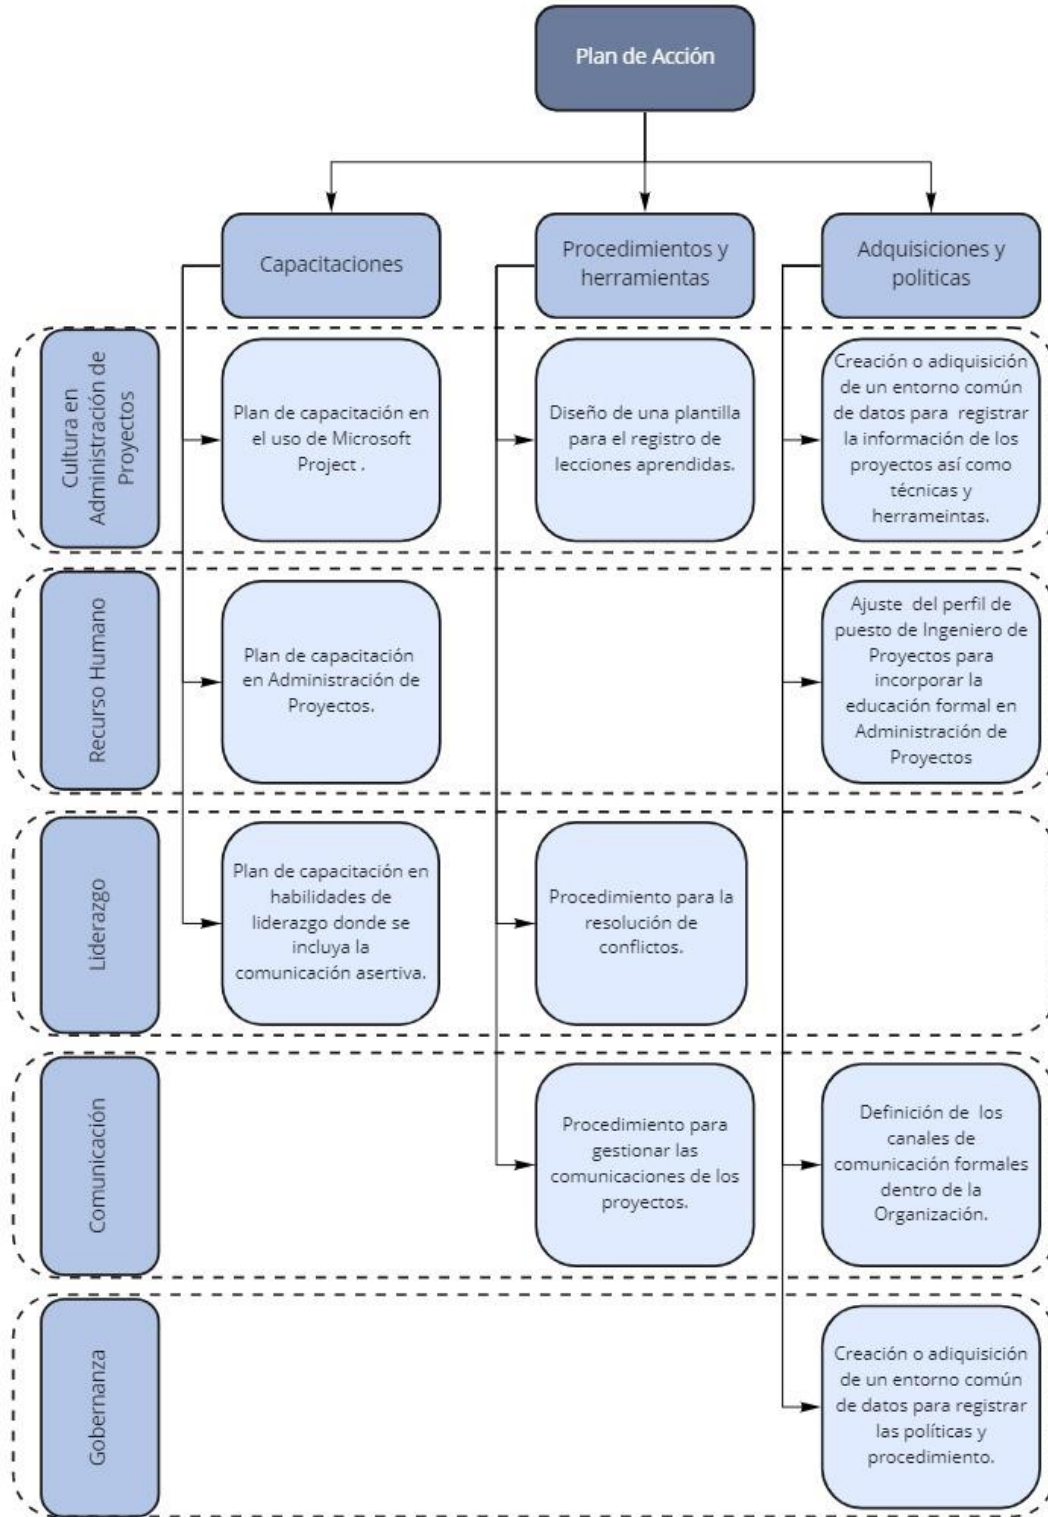 Plan de Acción
Capacitaciones
Procedimientos y
herramientas
Adquisiciones y
politicas
Cultura en
Administración de
Proyectos
Plan de capacitación en
el uso de Microsoft
Project .
Diseño de una plantilla
para el registro de
lecciones aprendidas.
Creación o adiquisición
de un entorno común
de datos para registrar
la información de los
proyectos así como
técnicas y
herrameintas.
Recurso Humano
Plan de capacitación
en Administración de
Proyectos.
Ajuste del perfil de
puesto de Ingeniero de
Proyectos para
incorporar la
educación formal en
Administración de
Proyectos
Liderazgo
Plan de capacitación en
habilidades de
liderazgo donde se
incluya la
comunicación asertiva.
Procedimiento para la
resolución de
conflictos.
Comunicación
Procedimiento para
gestionar las
comunicaciones de los
proyectos.
Definición de los
canales de
comunicación formales
dentro de la
Organización.
Gobernanza
Creación o adiquisición
de un entorno común
de datos para registrar
las políticas y
procedimiento.